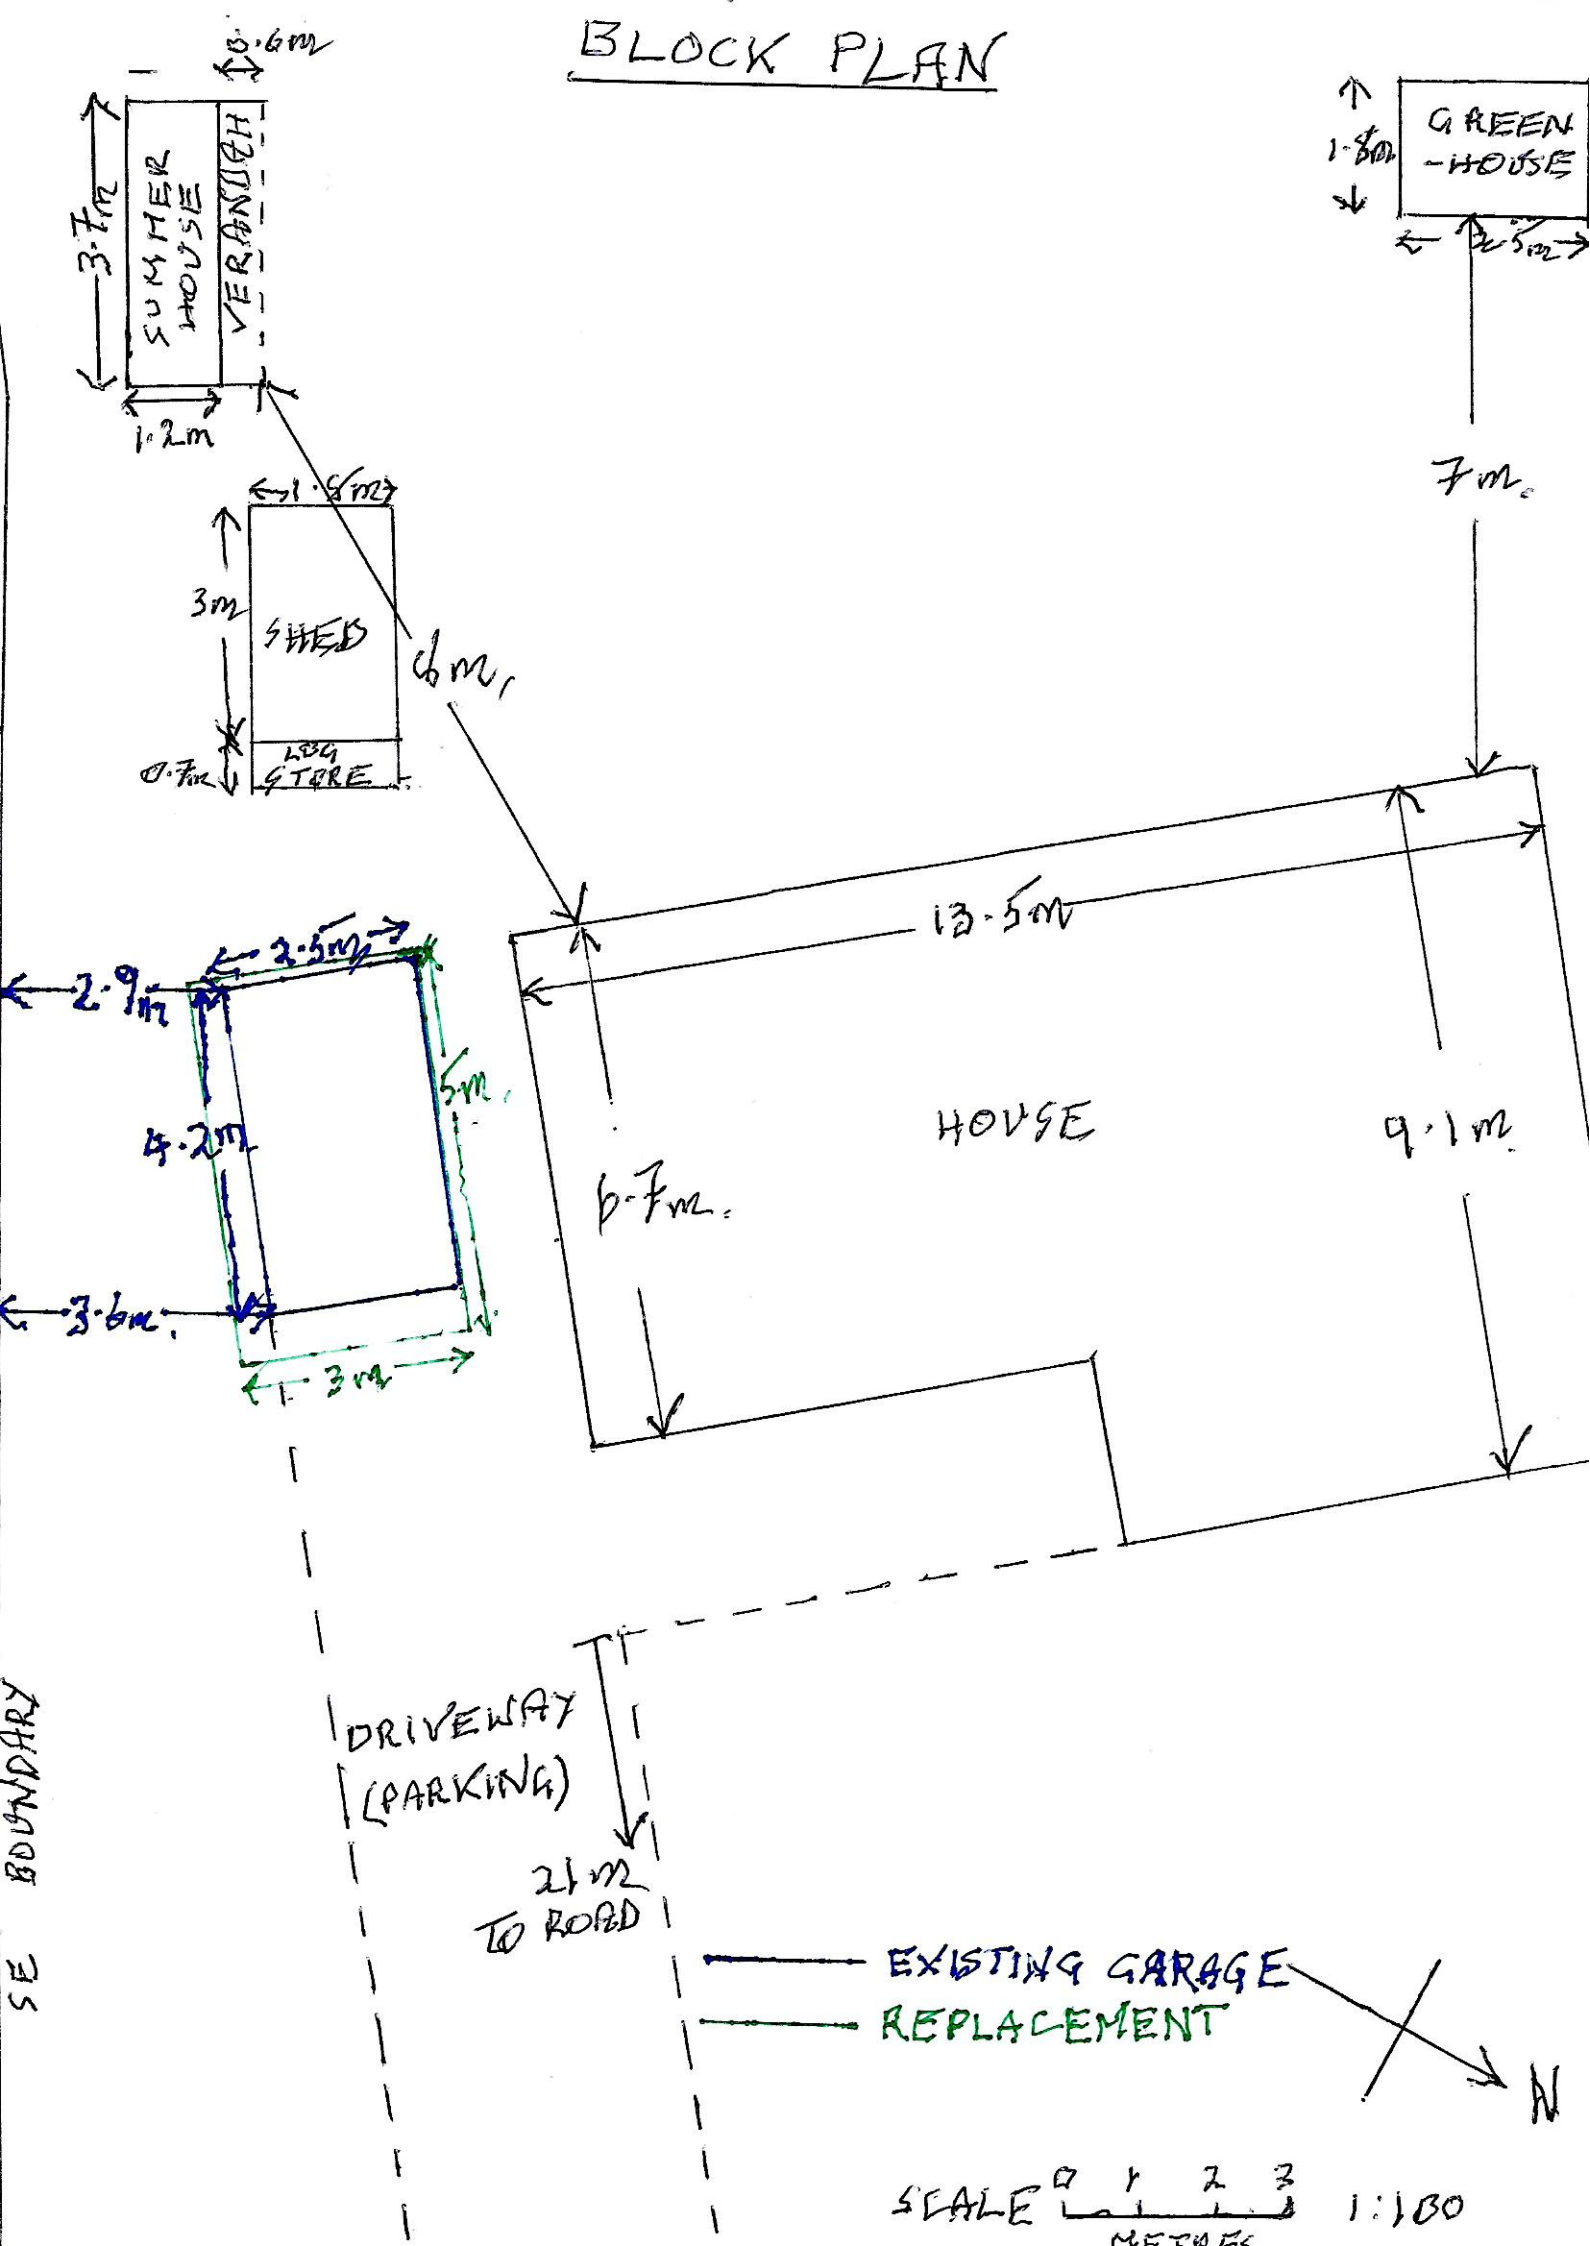 BLOCK PLAN
0.6m
SUMMER
HOUSE
VERANDAH
3.7m
1.2m
GREEN
-HOUSE
1.8m
2.5m
7m.
1.8m
3m
SHED
6m.
LOG
STORE
0.7m
13.5m
2.5m
2.9m
5m.
4.2m
HOUSE
9.1m
6.7m.
3.6m.
3m
DRIVEWAY
(PARKING)
21m
TO ROAD
SE BOUNDARY
EXISTING GARAGE
REPLACEMENT
N
SCALE 0 1 2 3 1:100
METRES